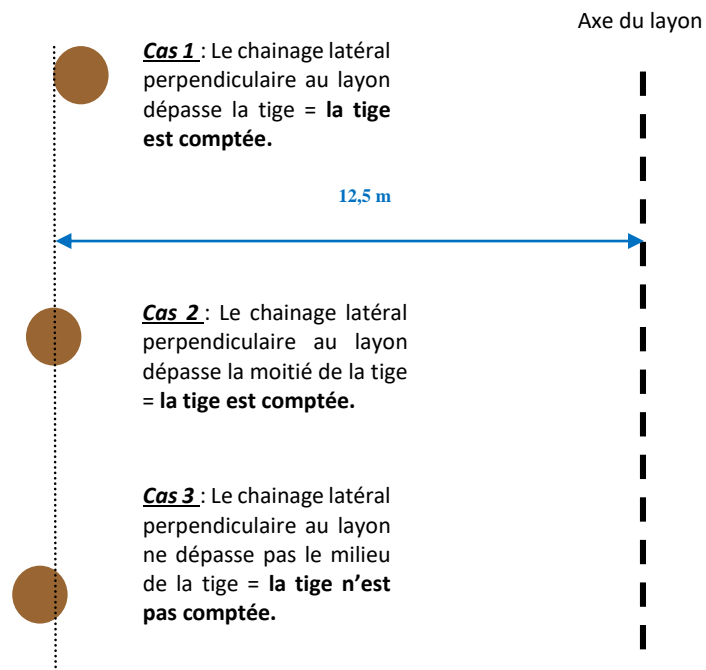 Axe du layon
Cas 1 : Le chainage latéral
perpendiculaire au layon
dépasse la tige = la tige
est comptée.
12,5 m
Cas 2 : Le chainage latéral
perpendiculaire au layon
dépasse la moitié de la tige
= la tige est comptée.
Cas 3 : Le chainage latéral
perpendiculaire au layon
ne dépasse pas le milieu
de la tige = la tige n’est
pas comptée.